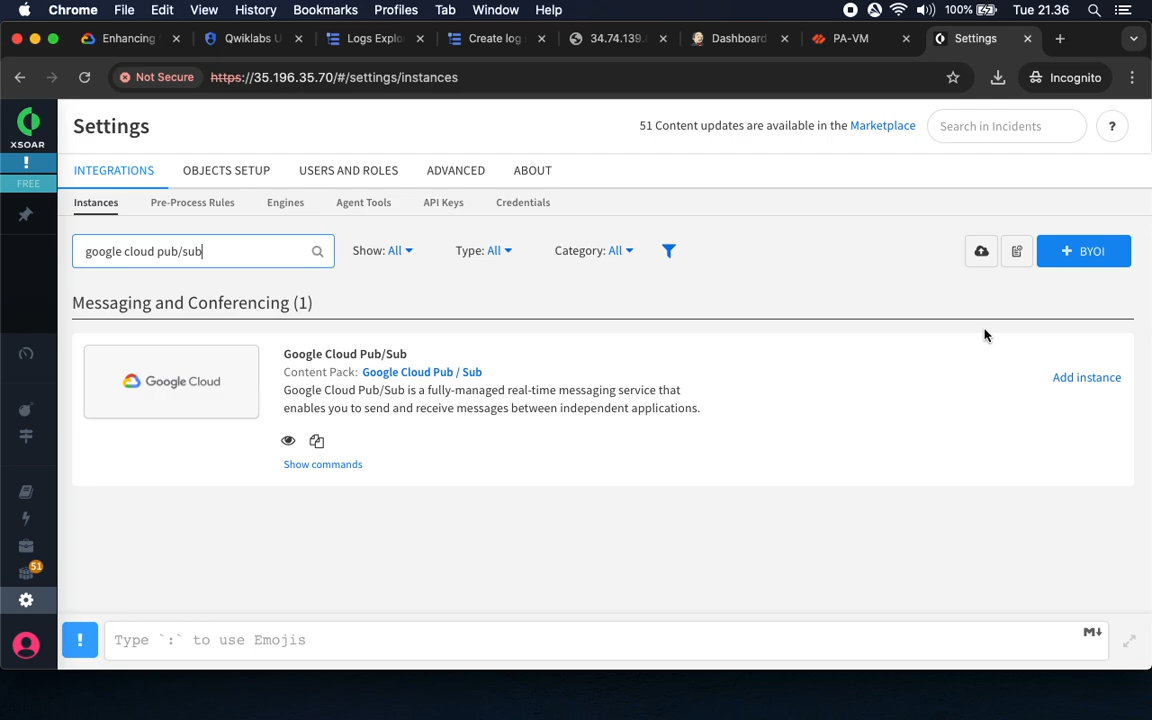 Chrome File Edit View History Bookmarks Profiles Tab Window Help 100% Tue 21.36
Enhancing Qwiklabs U Logs Explo Create log 34.74.139. Dashboard PA-VM Settings
Not Secure https://35.196.35.70/#/settings/instances Incognito
XSOAR
!
FREE
51
Settings
51 Content updates are available in the Marketplace Search in Incidents ?
INTEGRATIONS OBJECTS SETUP USERS AND ROLES ADVANCED ABOUT
Instances Pre-Process Rules Engines Agent Tools API Keys Credentials
google cloud pub/sub Show: All Type: All Category: All + BYOI
Messaging and Conferencing (1)
Google Cloud
Google Cloud Pub/Sub
Content Pack: Google Cloud Pub / Sub
Google Cloud Pub/Sub is a fully-managed real-time messaging service that
enables you to send and receive messages between independent applications.
Add instance
Show commands
! Type `:` to use Emojis M